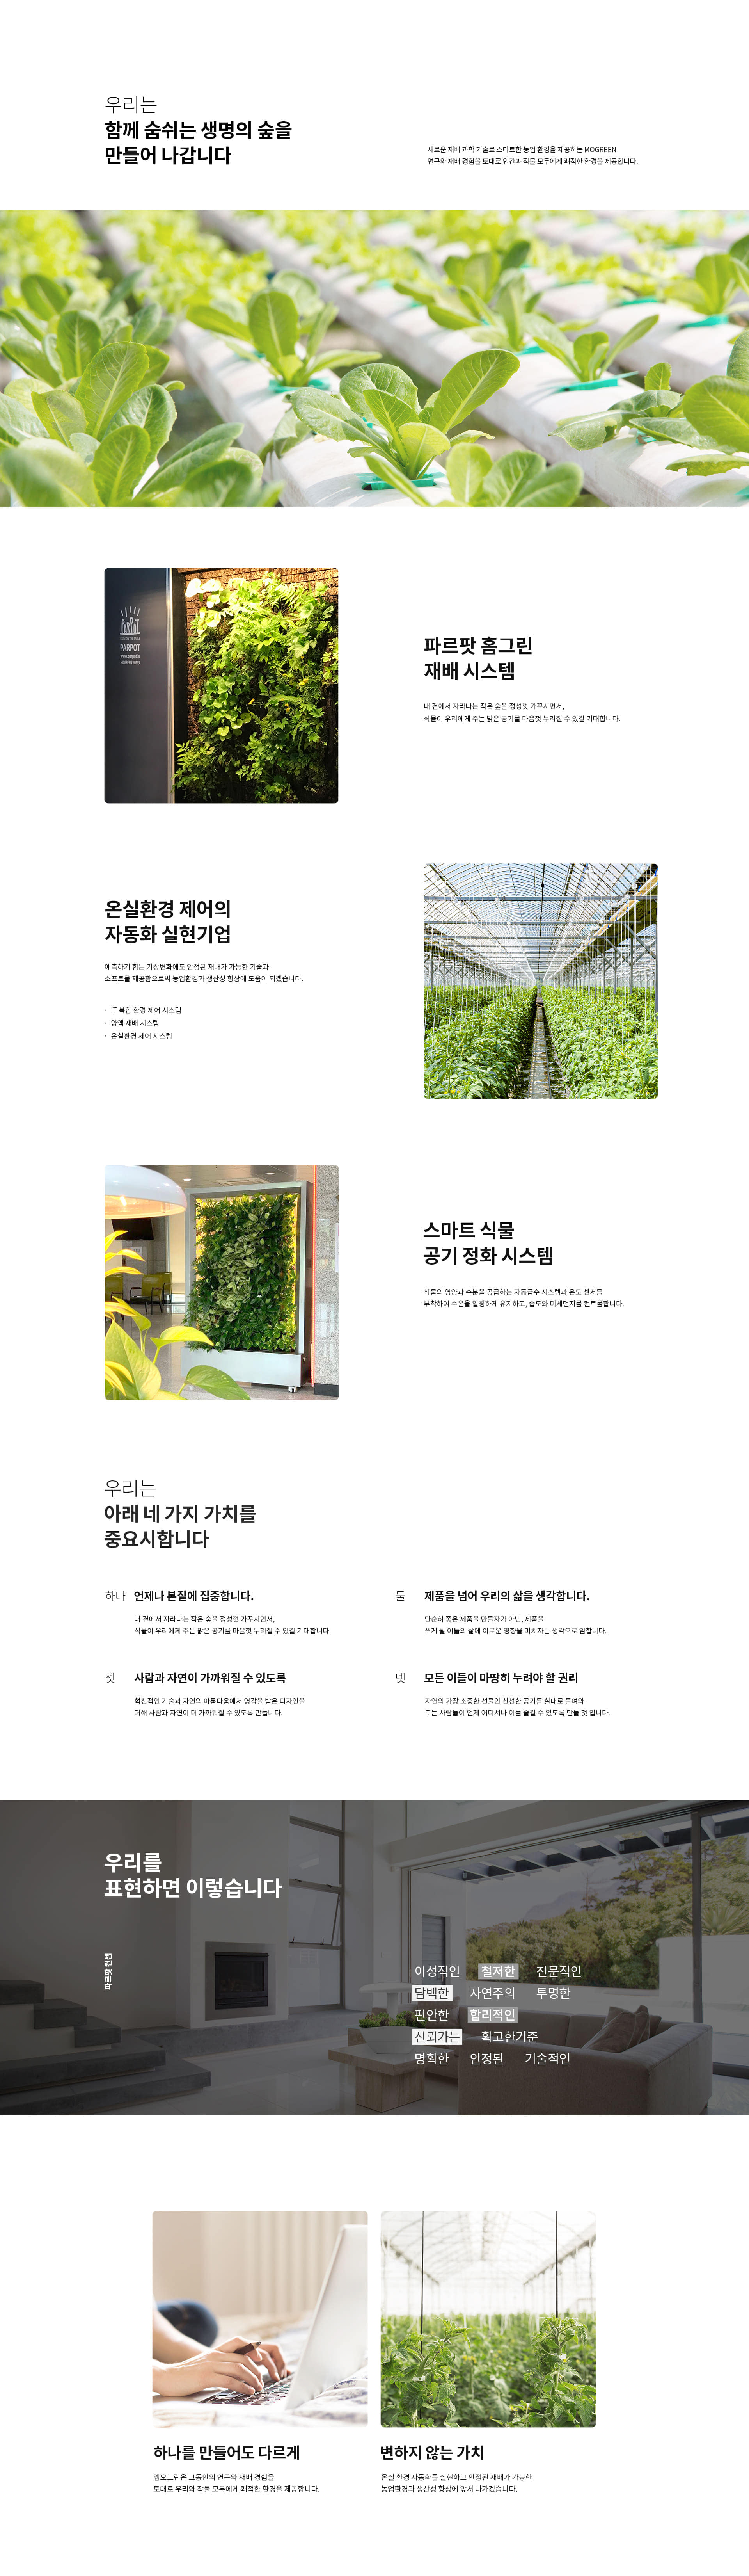 우리는
함께 숨쉬는 생명의 숲을
만들어 나갑니다
새로운 재배 과학 기술로 스마트한 농업 환경을 제공하는 MOGREEN
연구와 재배 경험을 토대로 인간과 작물 모두에게 쾌적한 환경을 제공합니다.
PARPOT
파르팟 홈그린
재배 시스템
내 곁에서 자라나는 작은 숲을 정성껏 가꾸시면서,
식물이 우리에게 주는 맑은 공기를 마음껏 누리질 수 있길 기대합니다.
온실환경 제어의
자동화 실현기업
예측하기 힘든 기상변화에도 안정된 재배가 가능한 기술과
소프트를 제공함으로써 농업환경과 생산성 향상에 도움이 되겠습니다.
· IT 복합 환경 제어 시스템
· 양액 재배 시스템
· 온실환경 제어 시스템
스마트 식물
공기 정화 시스템
식물의 영양과 수분을 공급하는 자동급수 시스템과 온도 센서를
부착하여 수온을 일정하게 유지하고, 습도와 미세먼지를 컨트롤합니다.
우리는
아래 네 가지 가치를
중요시합니다
하나 언제나 본질에 집중합니다.
내 곁에서 자라나는 작은 숲을 정성껏 가꾸시면서,
식물이 우리에게 주는 맑은 공기를 마음껏 누리질 수 있길 기대합니다.
둘 제품을 넘어 우리의 삶을 생각합니다.
단순히 좋은 제품을 만들자가 아닌, 제품을
쓰게 될 이들의 삶에 이로운 영향을 미치자는 생각으로 임합니다.
셋 사람과 자연이 가까워질 수 있도록
혁신적인 기술과 자연의 아름다움에서 영감을 받은 디자인을
더해 사람과 자연이 더 가까워질 수 있도록 만듭니다.
넷 모든 이들이 마땅히 누려야 할 권리
자연의 가장 소중한 선물인 신선한 공기를 실내로 들여와
모든 사람들이 언제 어디서나 이를 즐길 수 있도록 만들 것 입니다.
우리를
표현하면 이렇습니다
파르팟 컨셉
이성적인 철저한 전문적인
담백한 자연주의 투명한
편안한 합리적인
신뢰가는 확고한기준
명확한 안정된 기술적인
하나를 만들어도 다르게
엠오그린은 그동안의 연구와 재배 경험을
토대로 우리와 작물 모두에게 쾌적한 환경을 제공합니다.
변하지 않는 가치
온실 환경 자동화를 실현하고 안정된 재배가 가능한
농업환경과 생산성 향상에 앞서 나가겠습니다.